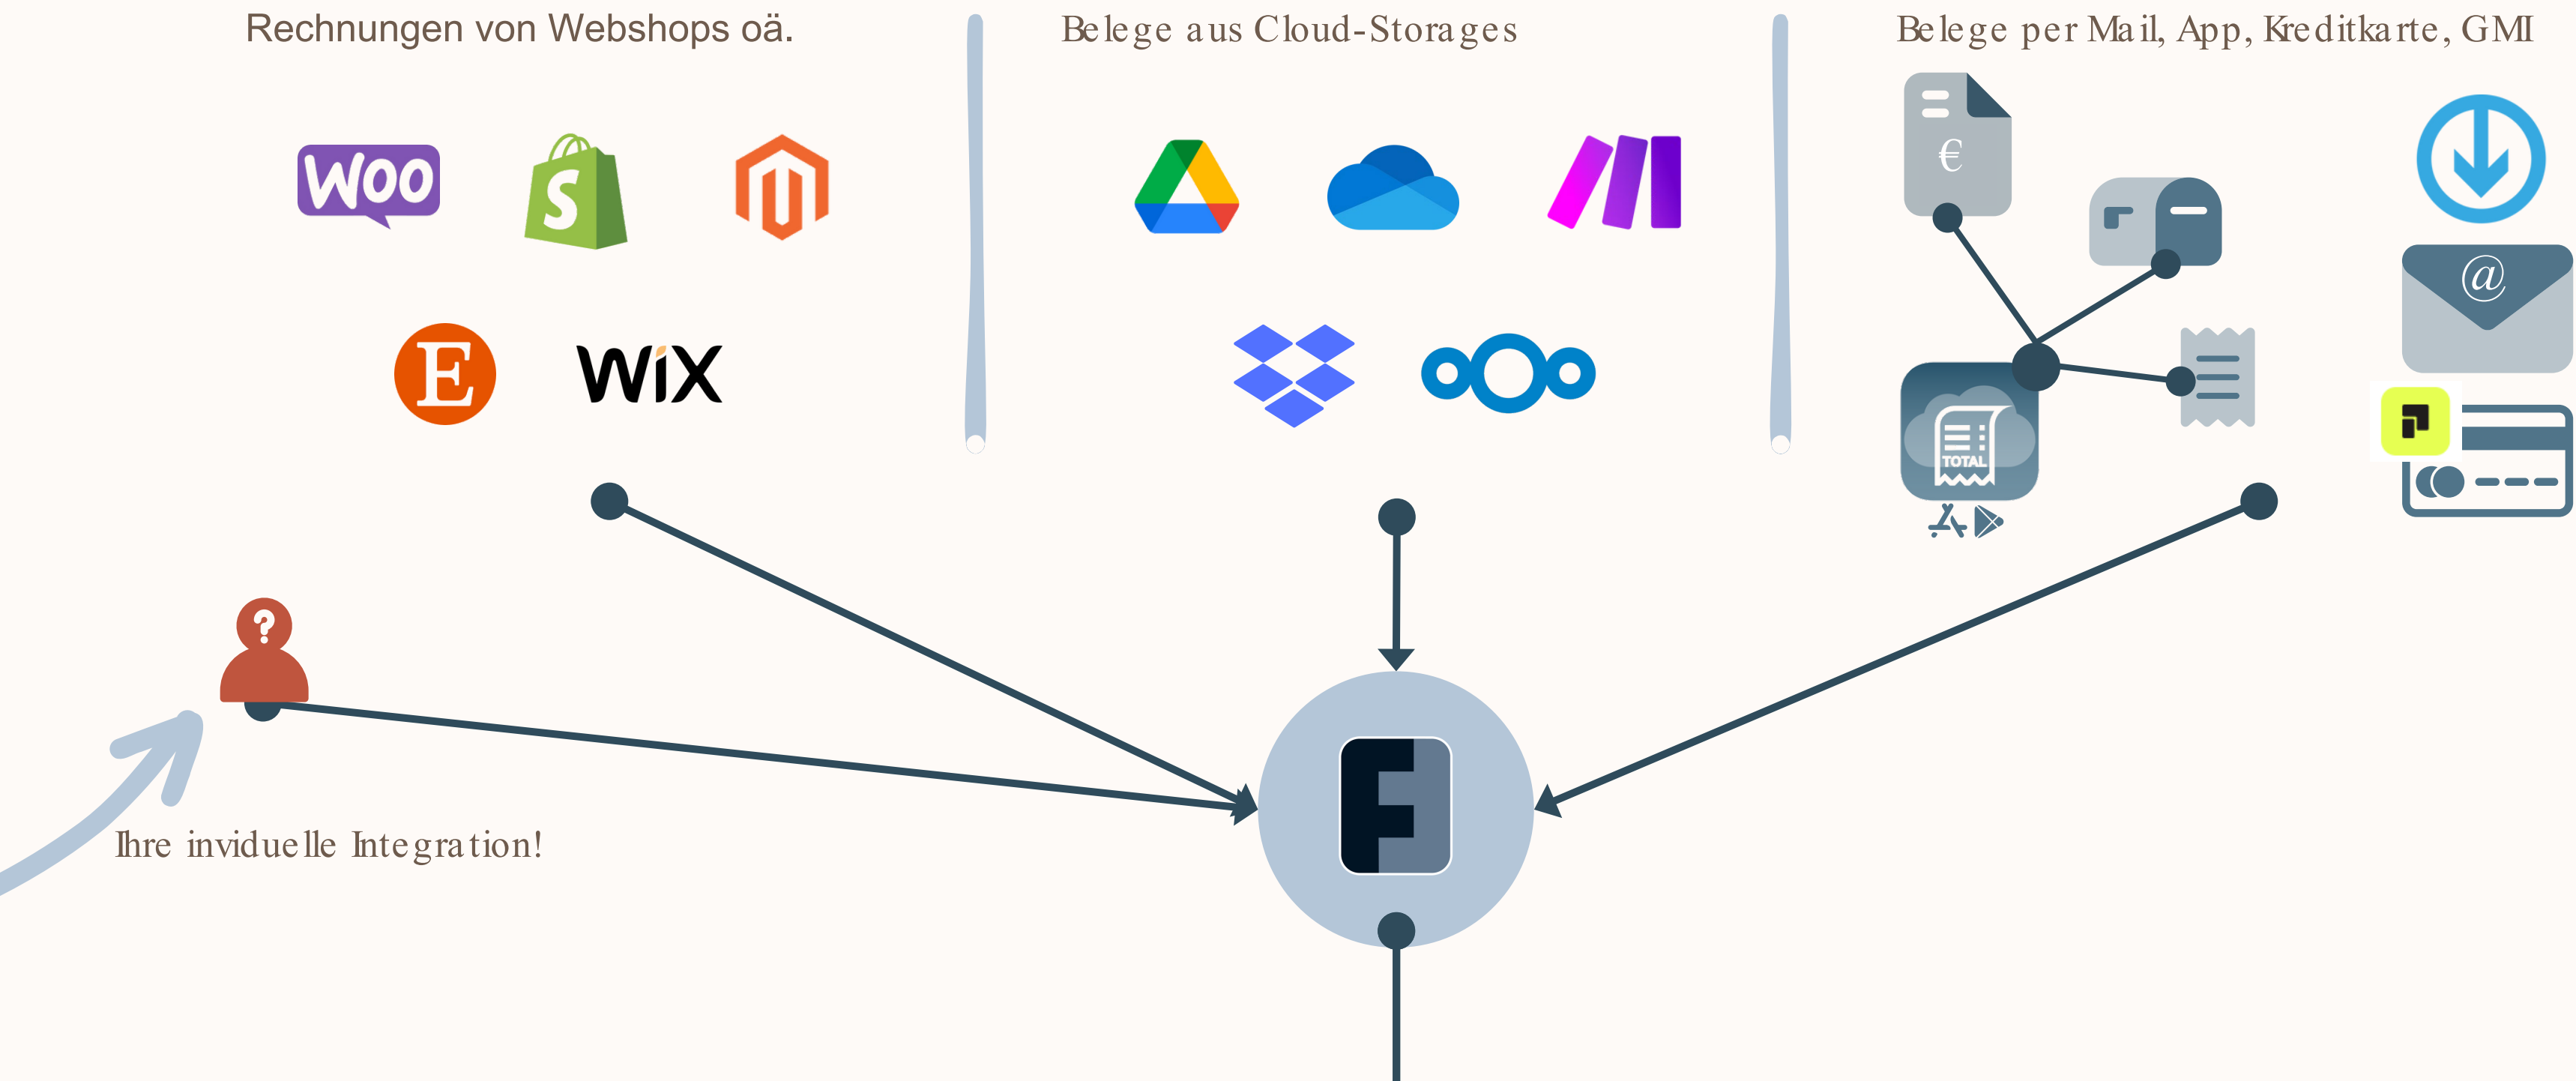 Rechnungen von Webshops oä.
Belege aus Cloud-Storages
Belege per Mail, App, Kreditkarte, GMI
WOO
S
€
@
E
WiX
TOTAL
?
F
Ihre inviduelle Integration!